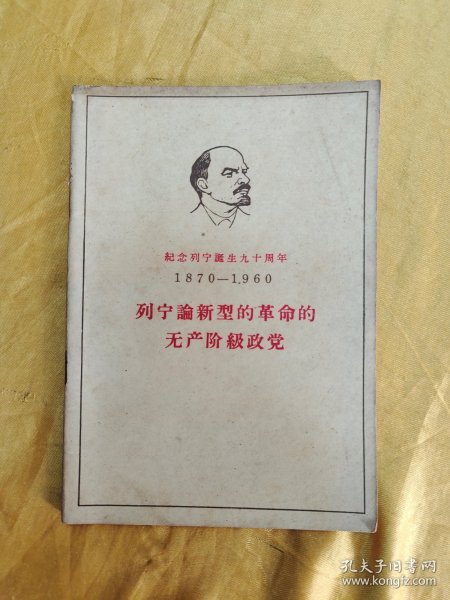 紀念列宁誕生九十周年
1870—1960
列宁論新型的革命的
无产阶級政党
孔夫子旧书网
www.kongfz.com